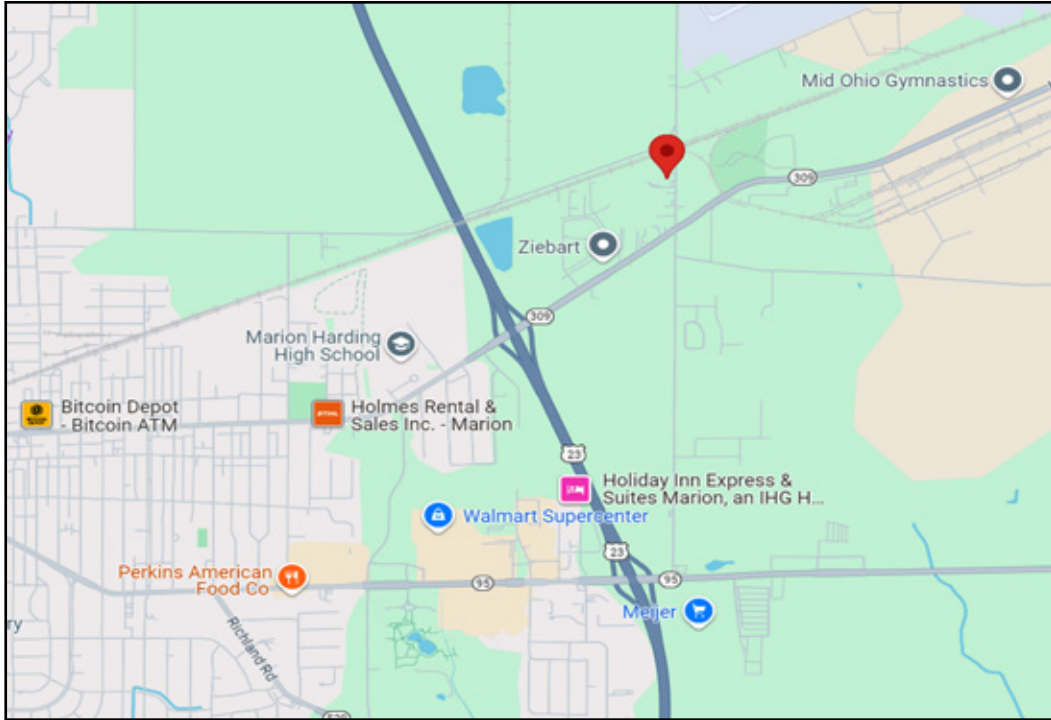 Mid Ohio Gymnastics
309
Ziebart
309
Marion Harding
High School
Bitcoin Depot
- Bitcoin ATM
Holmes Rental &
Sales Inc. - Marion
23
Holiday Inn Express &
Suites Marion, an IHG H...
Walmart Supercenter
23
Perkins American
Food Co
95
95
Meijer
ry
Richland Rd